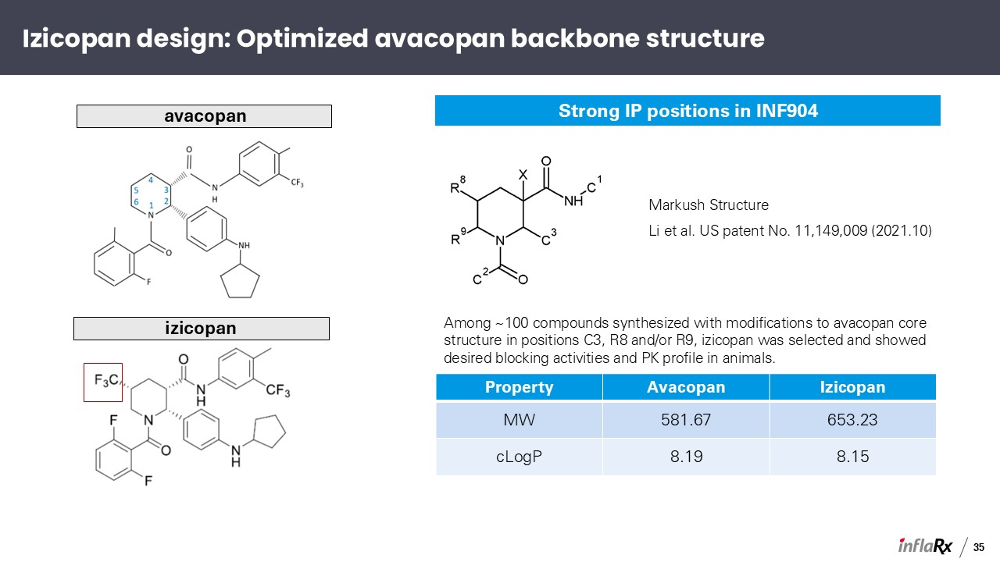 Izicopan design: Optimized avacopan backbone structure
avacopan
O
4
5
3
6
1
2
N
N
H
CF3
NH
O
F
izicopan
F3C
O
N
H
CF3
F
N
O
N
H
F
Strong IP positions in INF904
X
O
R8
NH
C1
R9
N
C3
C2
O
Markush Structure
Li et al. US patent No. 11,149,009 (2021.10)
Among ~100 compounds synthesized with modifications to avacopan core
structure in positions C3, R8 and/or R9, izicopan was selected and showed
desired blocking activities and PK profile in animals.
Property Avacopan Izicopan
MW 581.67 653.23
cLogP 8.19 8.15
inflaRx / 35